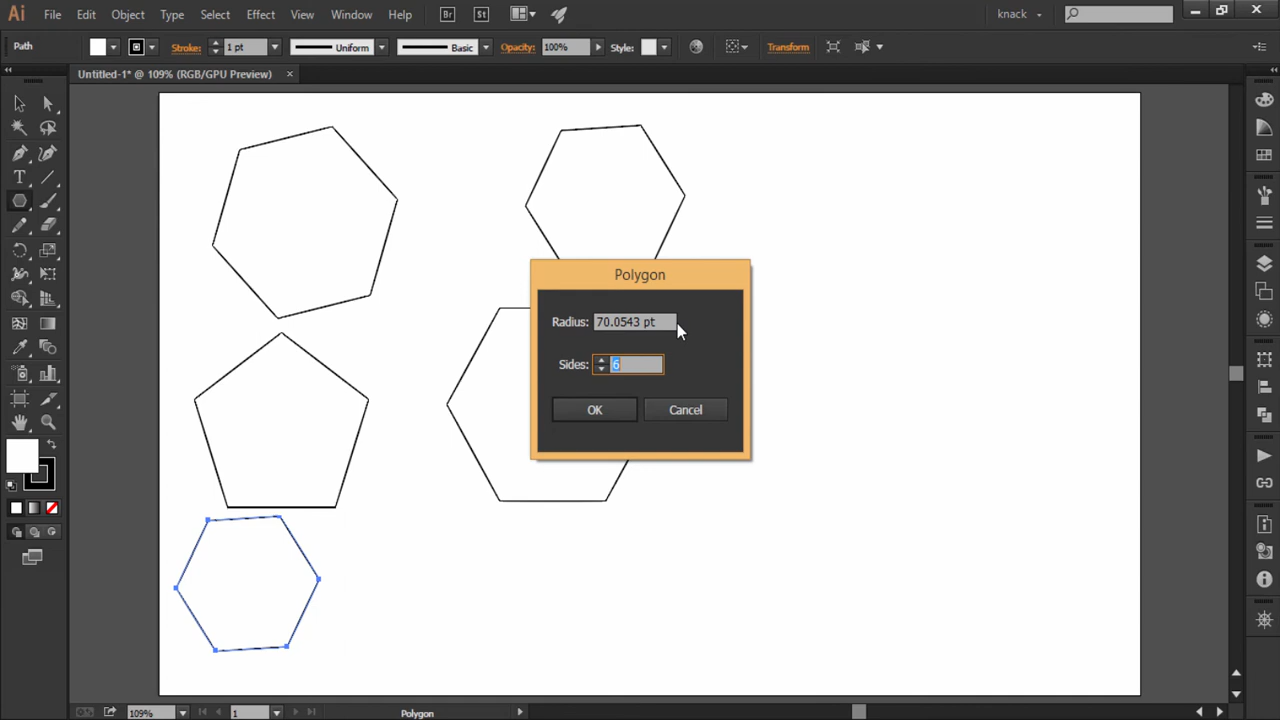 Ai File Edit Object Type Select Effect View Window Help Br St knack
Path Stroke: 1 pt Uniform Basic Opacity: 100% Style: Transform
Untitled-1* @ 109% (RGB/GPU Preview) ×
Polygon
Radius: 70.0543 pt
Sides: 6
OK Cancel
109% 1 Polygon